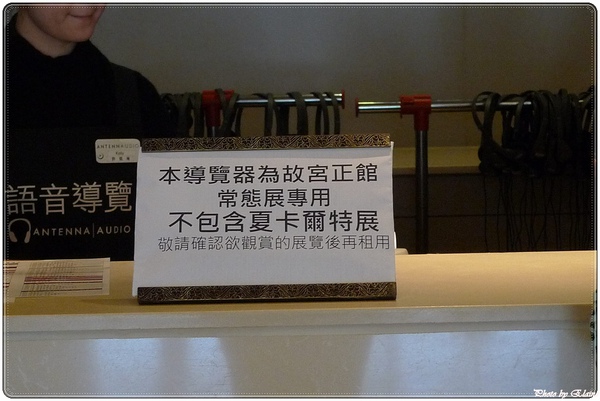 本導覽器為故宮正館
常態展專用
不包含夏卡爾特展
敬請確認欲觀賞的展覽後再租用
ANTENNAUDIO
語音導覽
ANTENNA|AUDIO
Photo by Elair